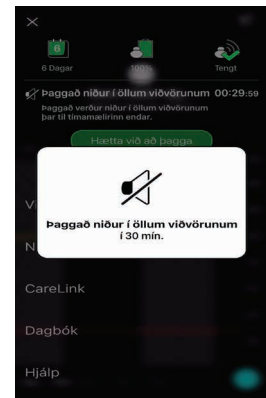 6
6 Dagar
100%
Tengt
Þaggað niður í öllum viðvörunum 00:29:59
Þaggað verður niður í öllum viðvörunum
þar til tímamælirinn endar.
Hætta við að þagga
Þaggað niður í öllum viðvörunum
í 30 mín.
CareLink
Dagbók
Hjálp